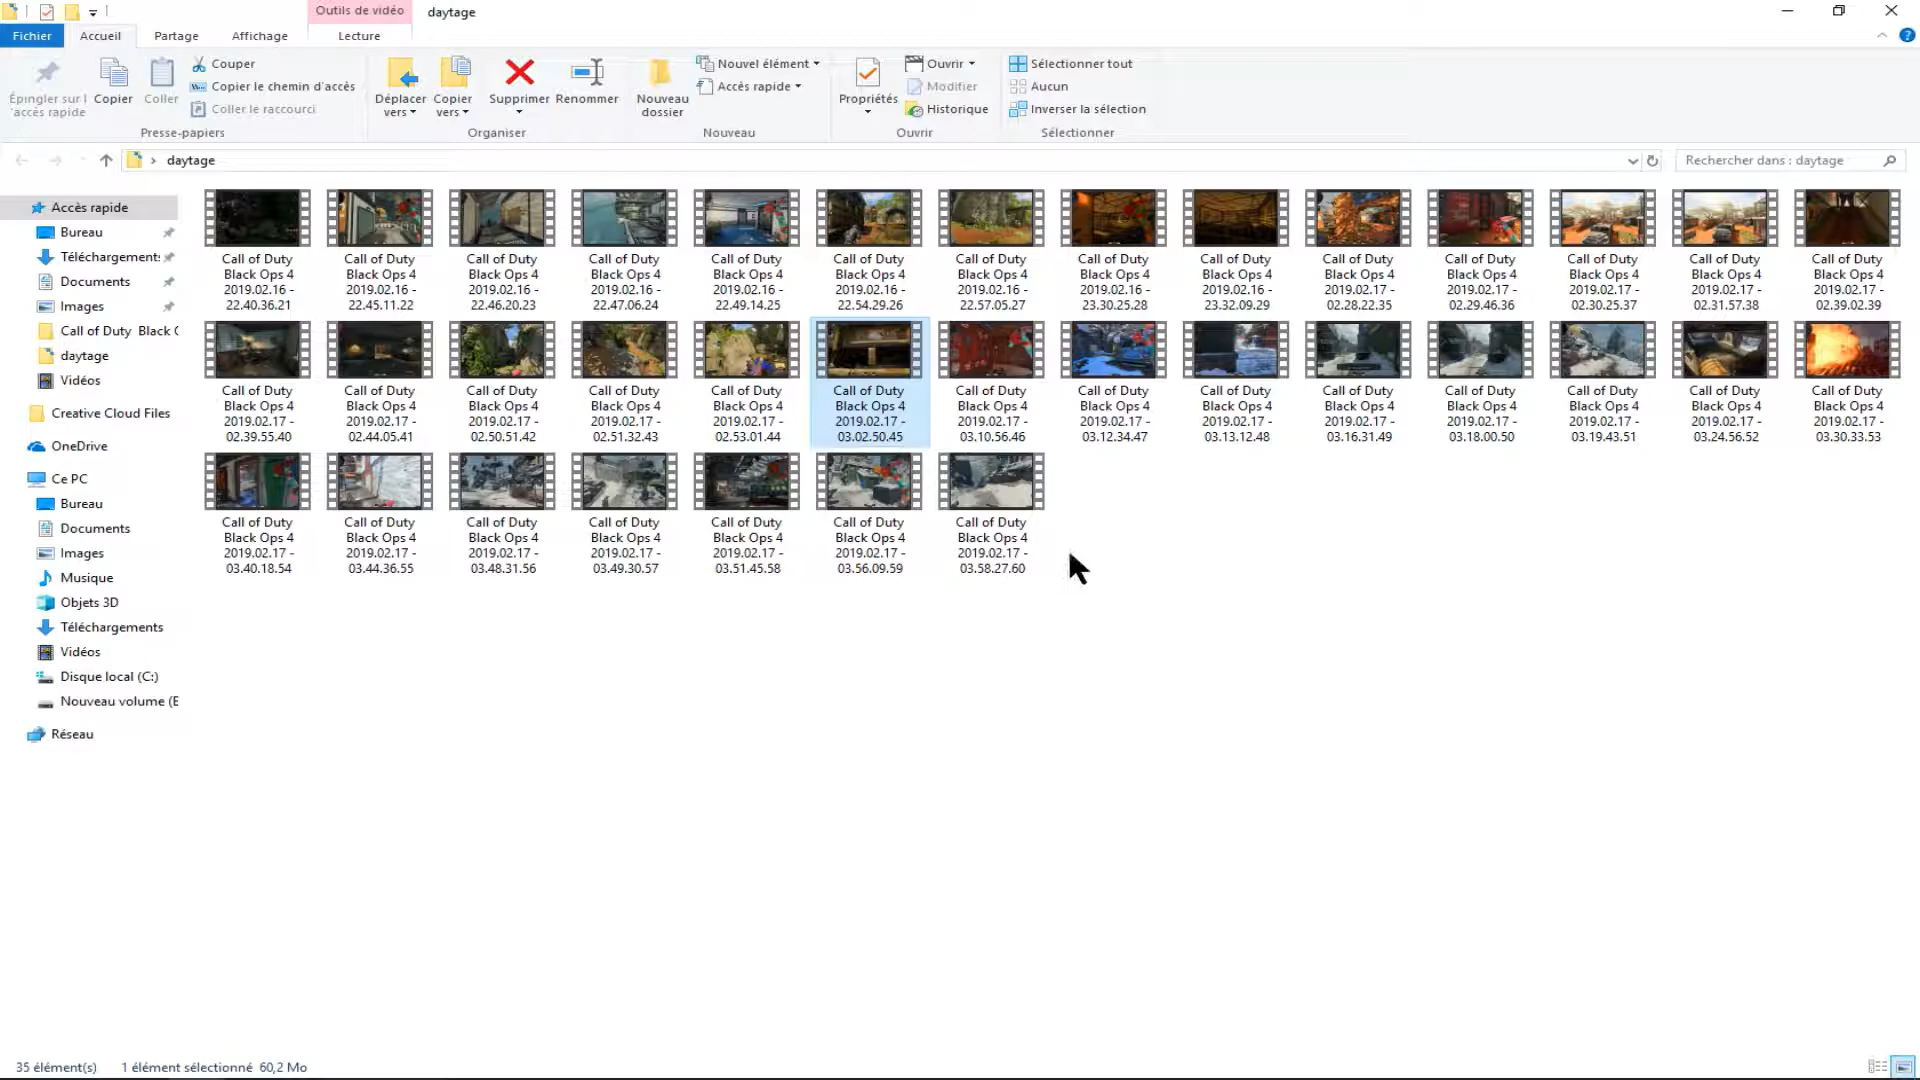 Outils de vidéo
daytage
Fichier
Accueil
Partage
Affichage
Lecture
Épingler sur l
'accès rapide
Copier
Coller
Couper
Copier le chemin d'accès
Coller le raccourci
Presse-papiers
Déplacer
vers
Copier
vers
Supprimer
Renommer
Organiser
Nouveau
dossier
Nouvel élément
Accès rapide
Nouveau
Propriétés
Ouvrir
Modifier
Historique
Ouvrir
Sélectionner tout
Aucun
Inverser la sélection
Sélectionner
daytage
Rechercher dans : daytage
Accès rapide
Bureau
Téléchargements
Documents
Images
Call of Duty Black C
daytage
Vidéos
Creative Cloud Files
OneDrive
Ce PC
Bureau
Documents
Images
Musique
Objets 3D
Téléchargements
Vidéos
Disque local (C:)
Nouveau volume (E
Réseau
Call of Duty
Black Ops 4
2019.02.16 -
22.40.36.21
Call of Duty
Black Ops 4
2019.02.16 -
22.45.11.22
Call of Duty
Black Ops 4
2019.02.16 -
22.46.20.23
Call of Duty
Black Ops 4
2019.02.16 -
22.47.06.24
Call of Duty
Black Ops 4
2019.02.16 -
22.49.14.25
Call of Duty
Black Ops 4
2019.02.16 -
22.54.29.26
Call of Duty
Black Ops 4
2019.02.16 -
22.57.05.27
Call of Duty
Black Ops 4
2019.02.16 -
23.30.25.28
Call of Duty
Black Ops 4
2019.02.16 -
23.32.09.29
Call of Duty
Black Ops 4
2019.02.17 -
02.28.22.35
Call of Duty
Black Ops 4
2019.02.17 -
02.29.46.36
Call of Duty
Black Ops 4
2019.02.17 -
02.30.25.37
Call of Duty
Black Ops 4
2019.02.17 -
02.31.57.38
Call of Duty
Black Ops 4
2019.02.17 -
02.39.02.39
Call of Duty
Black Ops 4
2019.02.17 -
02.39.55.40
Call of Duty
Black Ops 4
2019.02.17 -
02.44.05.41
Call of Duty
Black Ops 4
2019.02.17 -
02.50.51.42
Call of Duty
Black Ops 4
2019.02.17 -
02.51.32.43
Call of Duty
Black Ops 4
2019.02.17 -
02.53.01.44
Call of Duty
Black Ops 4
2019.02.17 -
03.02.50.45
Call of Duty
Black Ops 4
2019.02.17 -
03.10.56.46
Call of Duty
Black Ops 4
2019.02.17 -
03.12.34.47
Call of Duty
Black Ops 4
2019.02.17 -
03.13.12.48
Call of Duty
Black Ops 4
2019.02.17 -
03.16.31.49
Call of Duty
Black Ops 4
2019.02.17 -
03.18.00.50
Call of Duty
Black Ops 4
2019.02.17 -
03.19.43.51
Call of Duty
Black Ops 4
2019.02.17 -
03.24.56.52
Call of Duty
Black Ops 4
2019.02.17 -
03.30.33.53
Call of Duty
Black Ops 4
2019.02.17 -
03.40.18.54
Call of Duty
Black Ops 4
2019.02.17 -
03.44.36.55
Call of Duty
Black Ops 4
2019.02.17 -
03.48.31.56
Call of Duty
Black Ops 4
2019.02.17 -
03.49.30.57
Call of Duty
Black Ops 4
2019.02.17 -
03.51.45.58
Call of Duty
Black Ops 4
2019.02.17 -
03.56.09.59
Call of Duty
Black Ops 4
2019.02.17 -
03.58.27.60
35 élément(s)
1 élément sélectionné 60,2 Mo